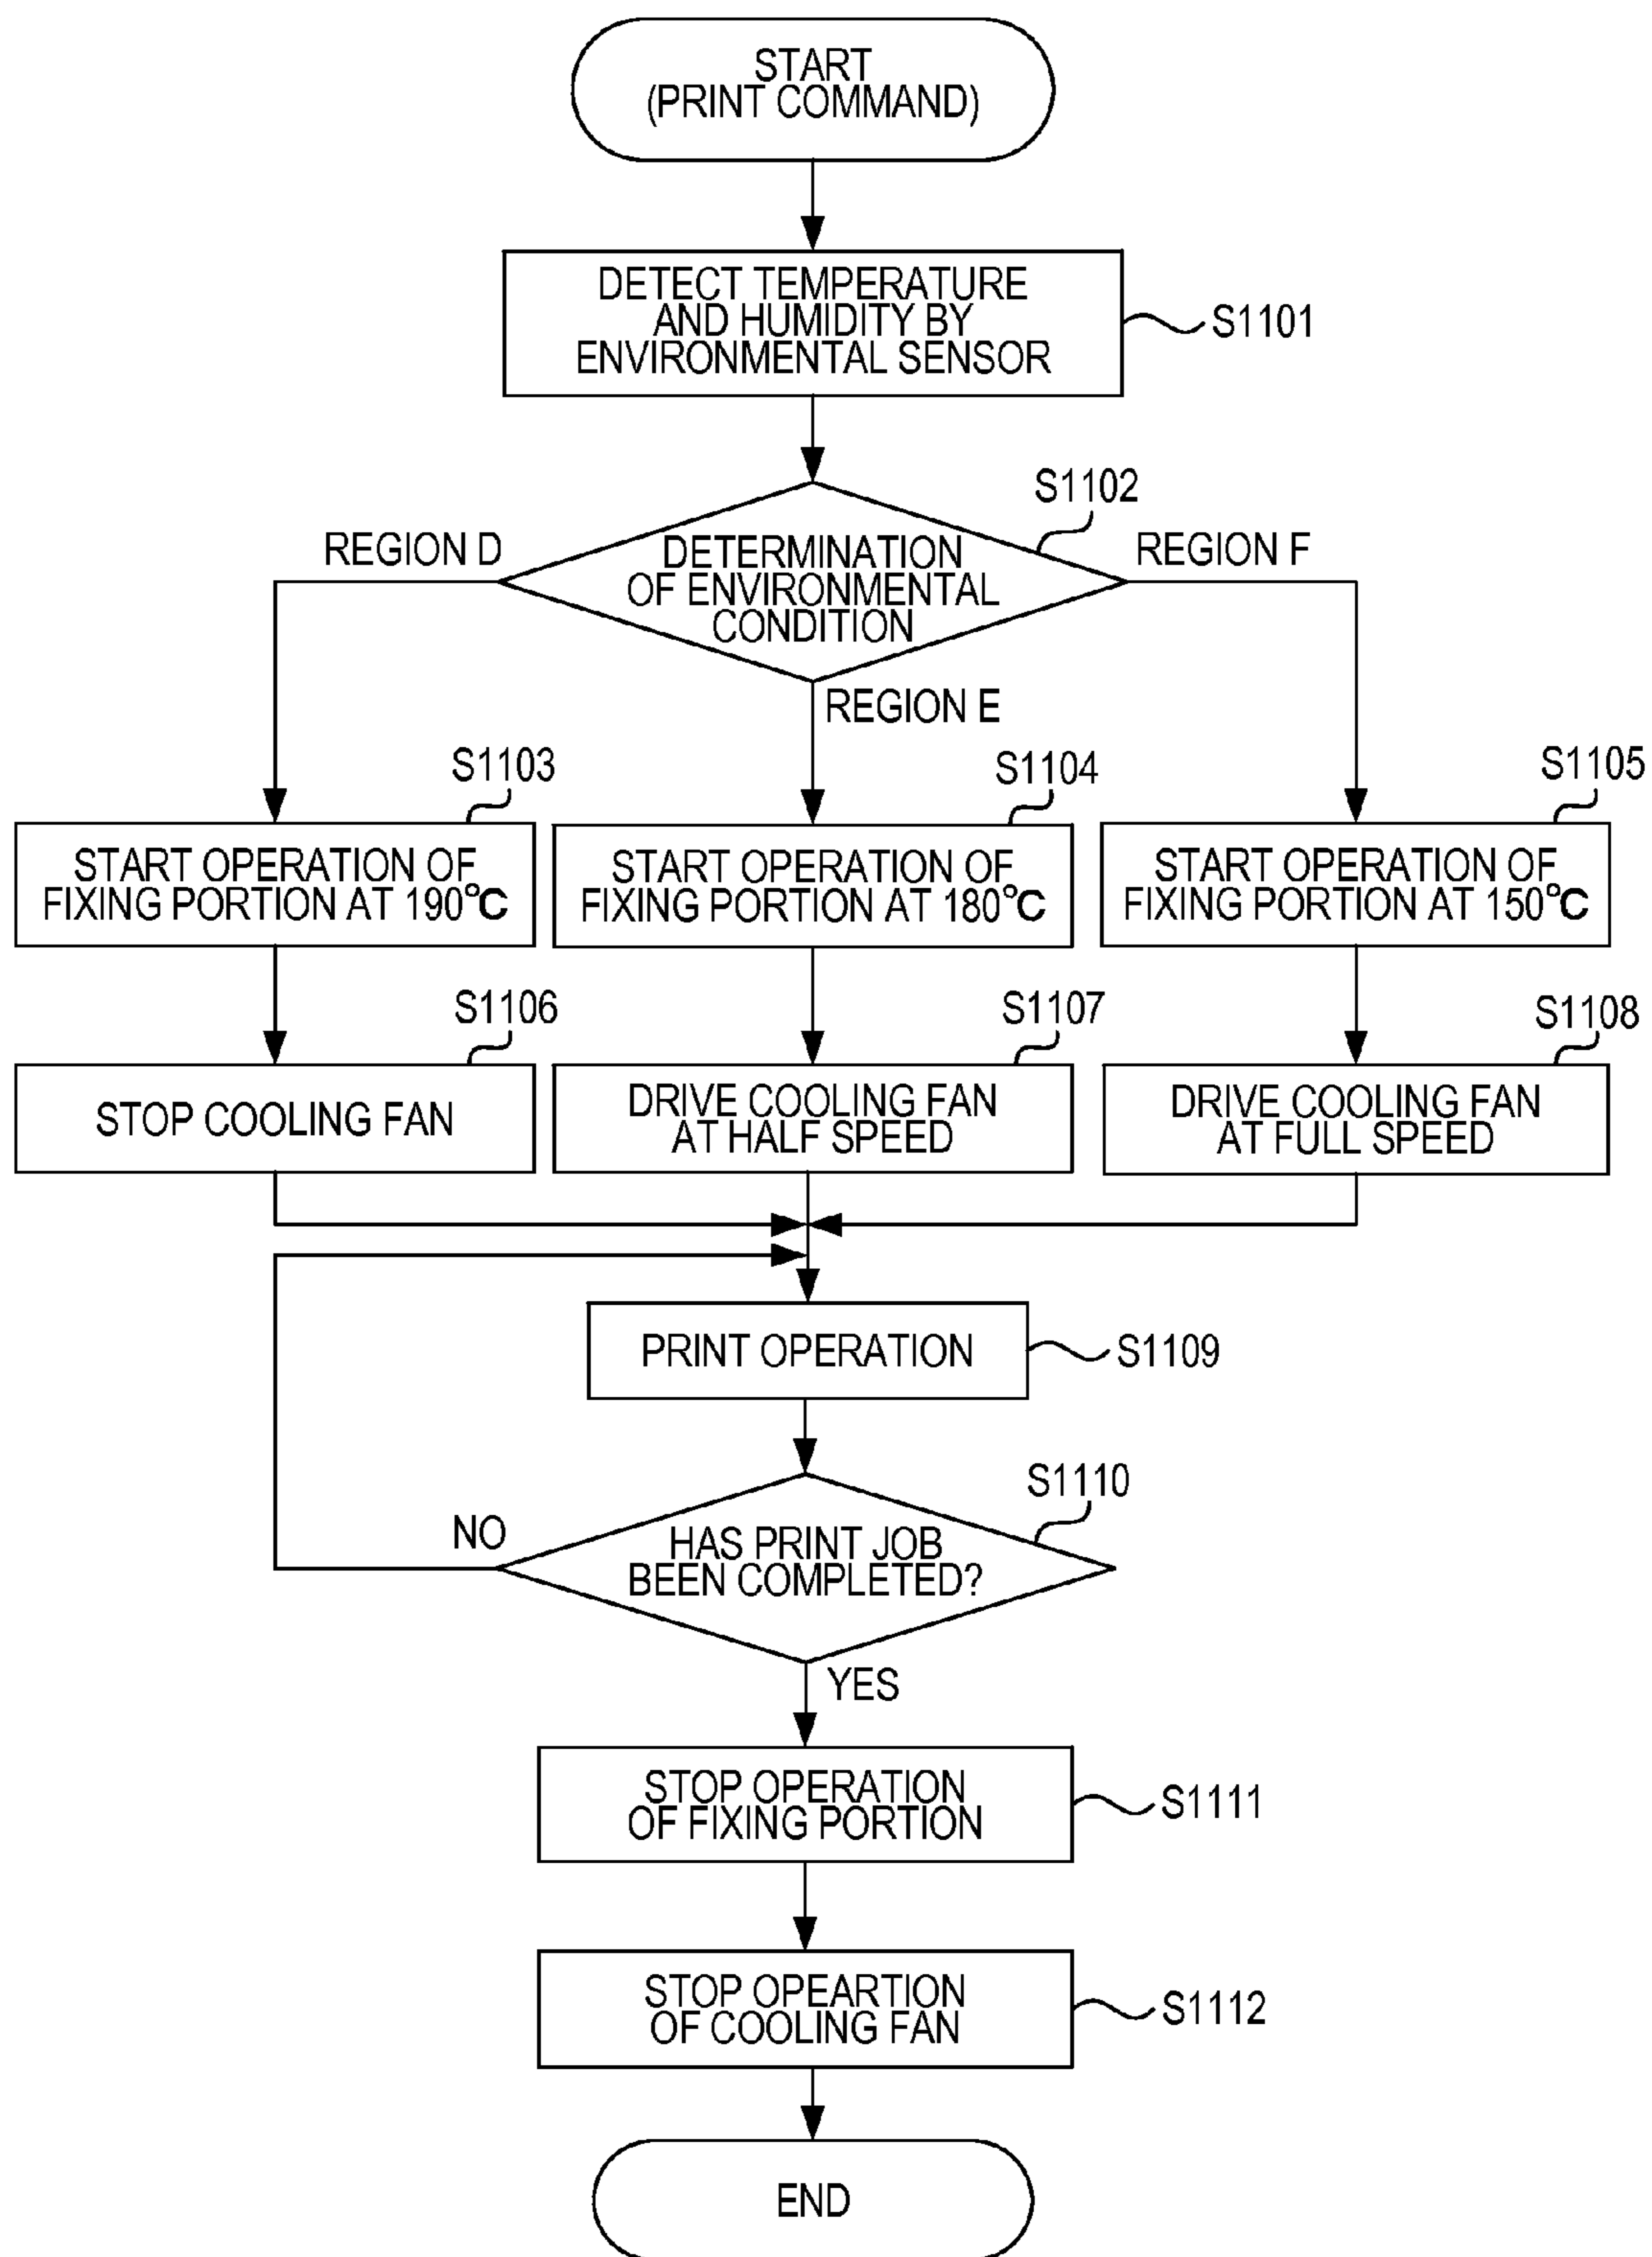 START
(PRINT COMMAND)
DETECT TEMPERATURE
AND HUMIDITY BY
ENVIRONMENTAL SENSOR
S1101
S1102
REGION D
DETERMINATION
OF ENVIRONMENTAL
CONDITION
REGION F
REGION E
S1103
START OPERATION OF
FIXING PORTION AT 190°C
S1104
START OPERATION OF
FIXING PORTION AT 180°C
S1105
START OPERATION OF
FIXING PORTION AT 150°C
S1106
STOP COOLING FAN
S1107
DRIVE COOLING FAN
AT HALF SPEED
S1108
DRIVE COOLING FAN
AT FULL SPEED
PRINT OPERATION
S1109
S1110
NO
HAS PRINT JOB
BEEN COMPLETED?
YES
STOP OPERATION
OF FIXING PORTION
S1111
STOP OPEARTION
OF COOLING FAN
S1112
END